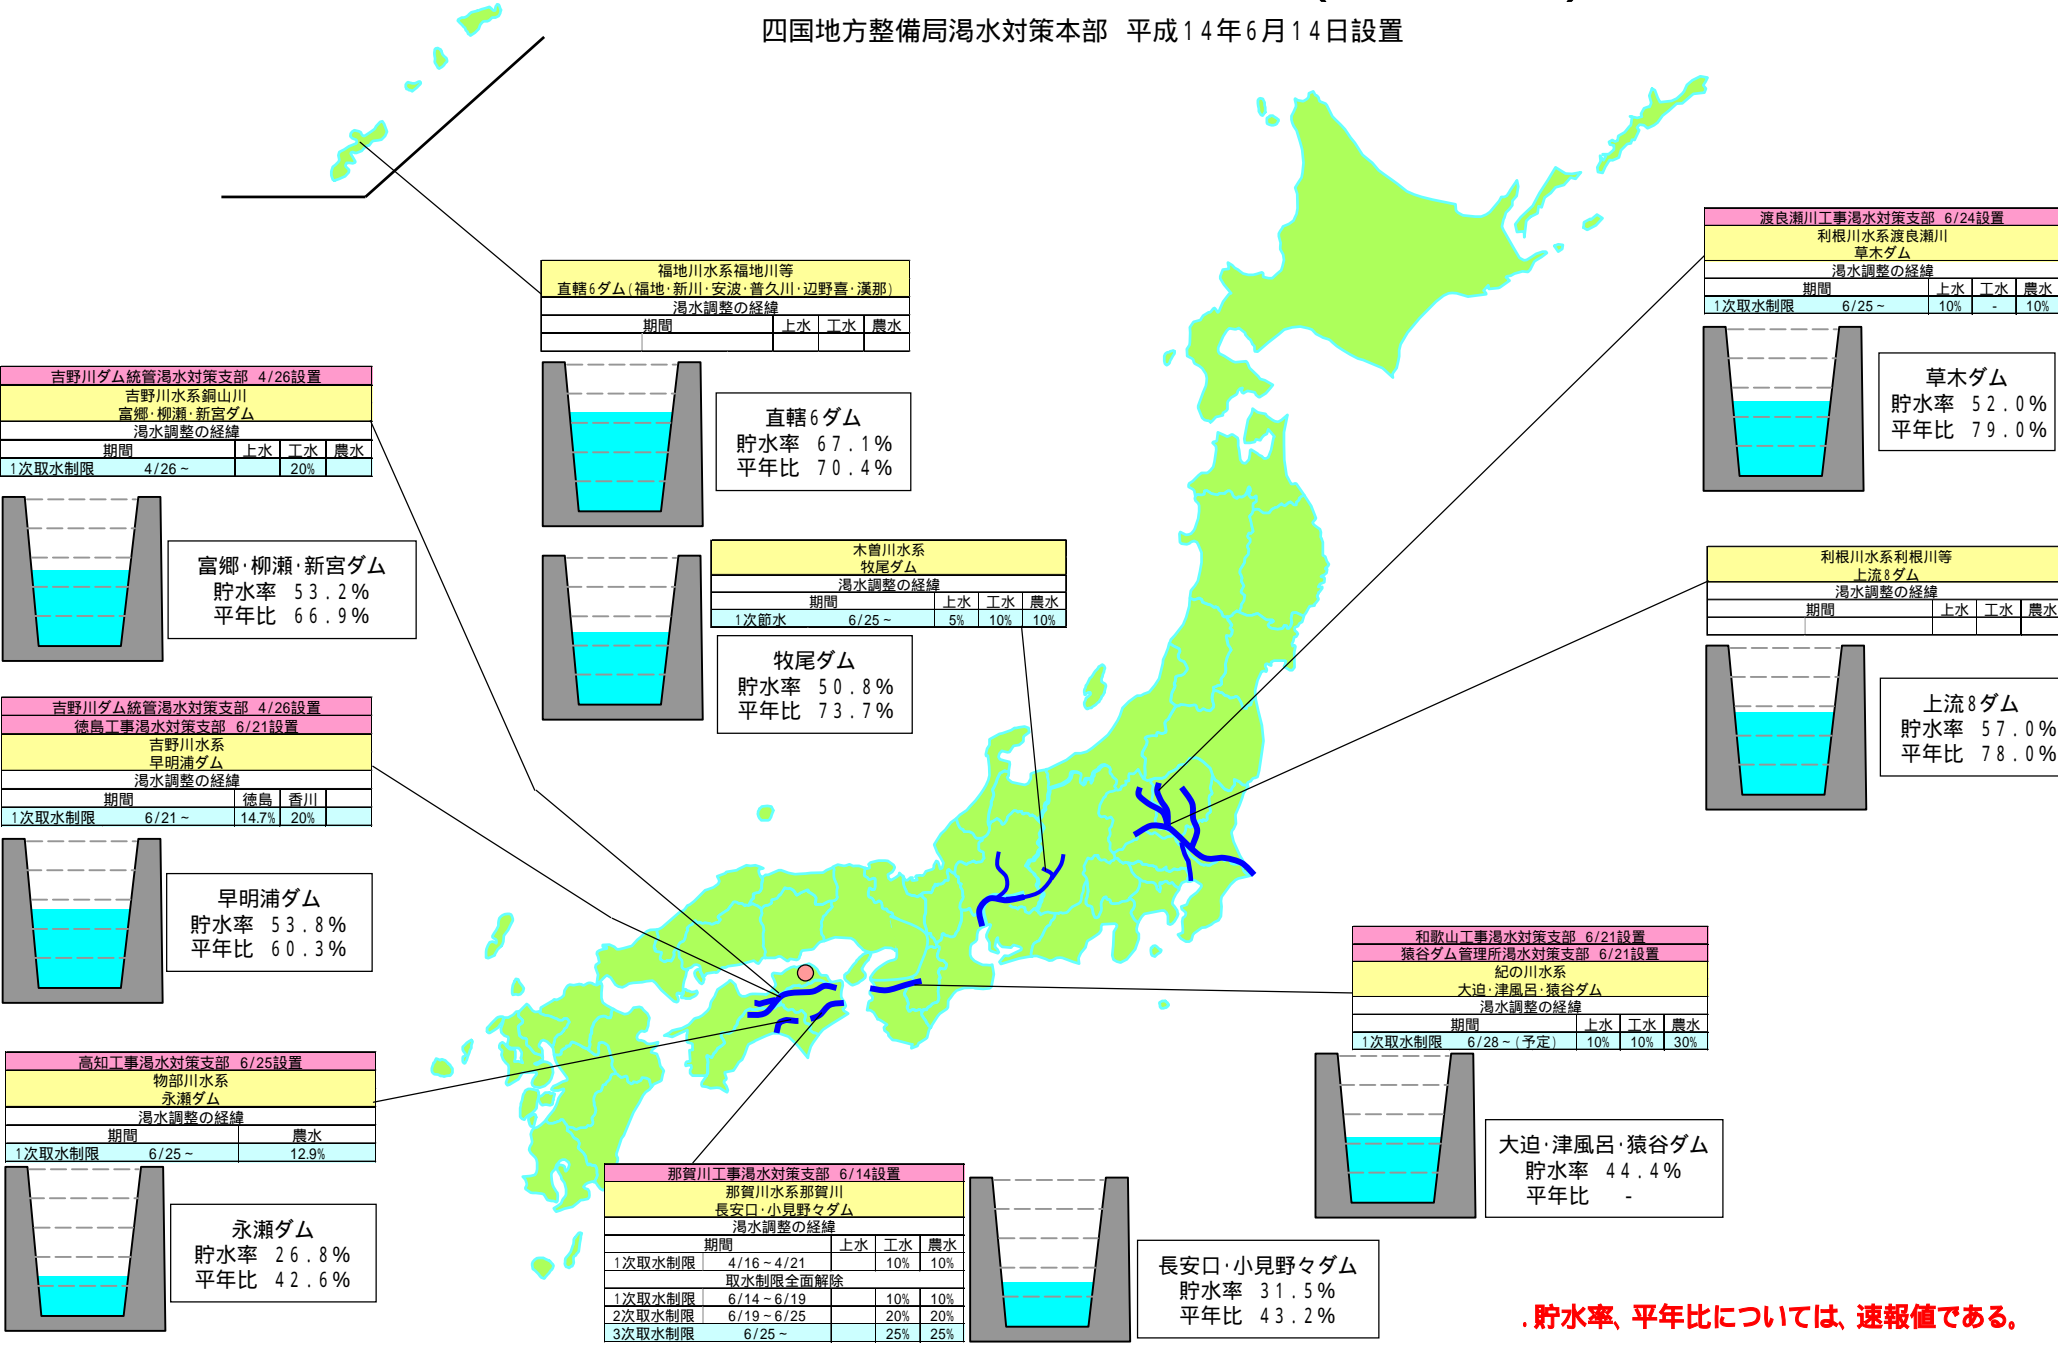 四国地方整備局渇水対策本部 平成14年6月14日設置
福地川水系福地川等
直轄6ダム(福地・新川・安波・普久川・辺野喜・漢那)
渇水調整の経緯
期間 上水 工水 農水
直轄6ダム
貯水率 67.1%
平年比 70.4%
渡良瀬川工事渇水対策支部 6/24設置
利根川水系渡良瀬川
草木ダム
渇水調整の経緯
期間 上水 工水 農水
1次取水制限 6/25~ 10% - 10%
草木ダム
貯水率 52.0%
平年比 79.0%
吉野川ダム統管渇水対策支部 4/26設置
吉野川水系銅山川
富郷・柳瀬・新宮ダム
渇水調整の経緯
期間 上水 工水 農水
1次取水制限 4/26~ 20%
富郷・柳瀬・新宮ダム
貯水率 53.2%
平年比 66.9%
木曽川水系
牧尾ダム
渇水調整の経緯
期間 上水 工水 農水
1次節水 6/25~ 5% 10% 10%
牧尾ダム
貯水率 50.8%
平年比 73.7%
利根川水系利根川等
上流8ダム
渇水調整の経緯
期間 上水 工水 農水
上流8ダム
貯水率 57.0%
平年比 78.0%
吉野川ダム統管渇水対策支部 4/26設置
徳島工事渇水対策支部 6/21設置
吉野川水系
早明浦ダム
渇水調整の経緯
期間 徳島 香川
1次取水制限 6/21~ 14.7% 20%
早明浦ダム
貯水率 53.8%
平年比 60.3%
和歌山工事渇水対策支部 6/21設置
猿谷ダム管理所渇水対策支部 6/21設置
紀の川水系
大迫・津風呂・猿谷ダム
渇水調整の経緯
期間 上水 工水 農水
1次取水制限 6/28~(予定) 10% 10% 30%
大迫・津風呂・猿谷ダム
貯水率 44.4%
平年比 -
高知工事渇水対策支部 6/25設置
物部川水系
永瀬ダム
渇水調整の経緯
期間 農水
1次取水制限 6/25~ 12.9%
永瀬ダム
貯水率 26.8%
平年比 42.6%
那賀川工事渇水対策支部 6/14設置
那賀川水系那賀川
長安口・小見野々ダム
渇水調整の経緯
期間 上水 工水 農水
1次取水制限 4/16~4/21 10% 10%
取水制限全面解除
1次取水制限 6/14~6/19 10% 10%
2次取水制限 6/19~6/25 20% 20%
3次取水制限 6/25~ 25% 25%
長安口・小見野々ダム
貯水率 31.5%
平年比 43.2%
.貯水率、平年比については、速報値である。